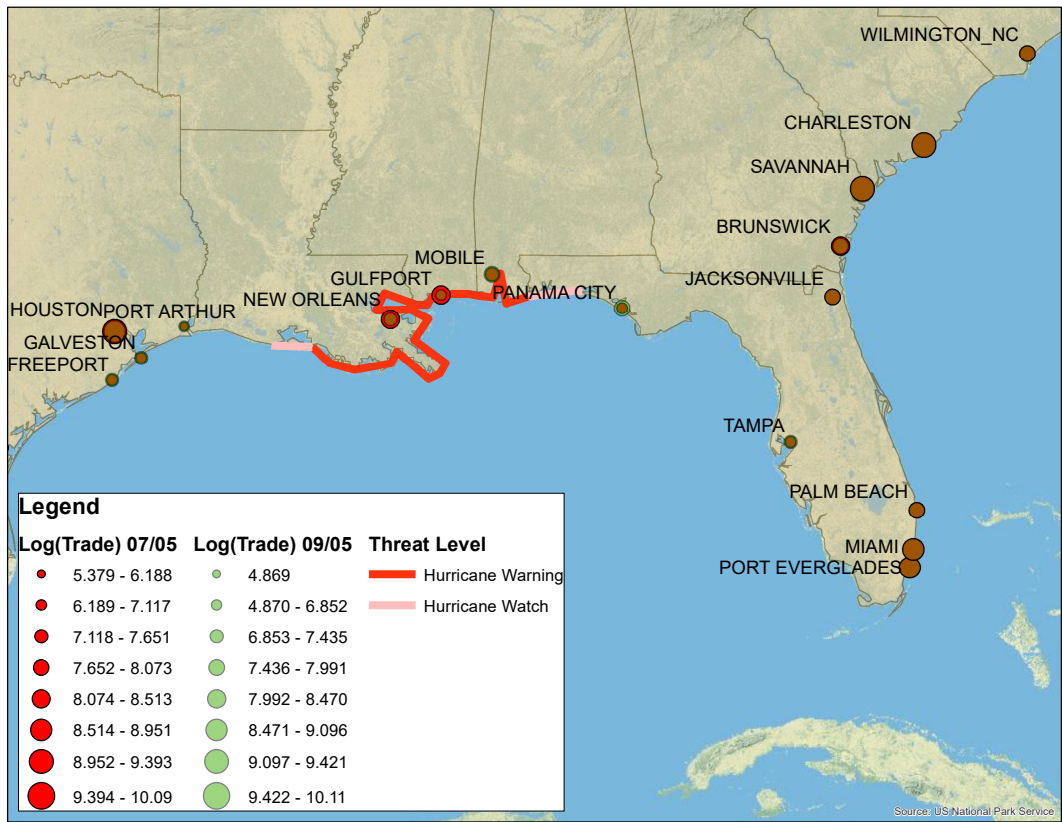 WILMINGTON_NC
CHARLESTON
SAVANNAH
BRUNSWICK
MOBILE
GULFPORT
JACKSONVILLE
PANAMA CITY
NEW ORLEANS
HOUSTON
PORT ARTHUR
GALVESTON
FREEPORT
TAMPA
PALM BEACH
MIAMI
PORT EVERGLADES
Legend
Log(Trade) 07/05 Log(Trade) 09/05 Threat Level
5.379 - 6.188 4.869 Hurricane Warning
6.189 - 7.117 4.870 - 6.852 Hurricane Watch
7.118 - 7.651 6.853 - 7.435
7.652 - 8.073 7.436 - 7.991
8.074 - 8.513 7.992 - 8.470
8.514 - 8.951 8.471 - 9.096
8.952 - 9.393 9.097 - 9.421
9.394 - 10.09 9.422 - 10.11
Source: US National Park Service